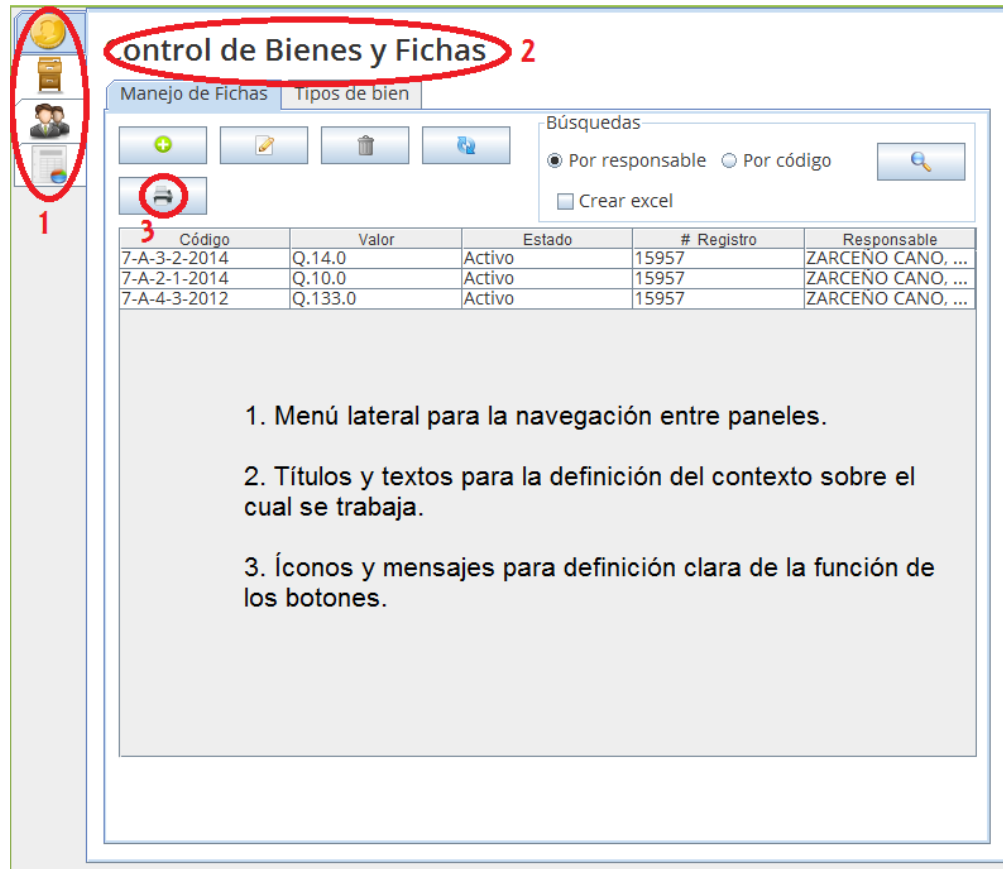 ontrol de Bienes y Fichas 2
Manejo de Fichas Tipos de bien
Búsquedas
Por responsable Por código
Crear excel
1
3
Código Valor Estado # Registro Responsable
7-A-3-2-2014 Q.14.0 Activo 15957 ZARCEÑO CANO, ...
7-A-2-1-2014 Q.10.0 Activo 15957 ZARCEÑO CANO, ...
7-A-4-3-2012 Q.133.0 Activo 15957 ZARCEÑO CANO, ...
1. Menú lateral para la navegación entre paneles.
2. Títulos y textos para la definición del contexto sobre el
cual se trabaja.
3. Íconos y mensajes para definición clara de la función de
los botones.